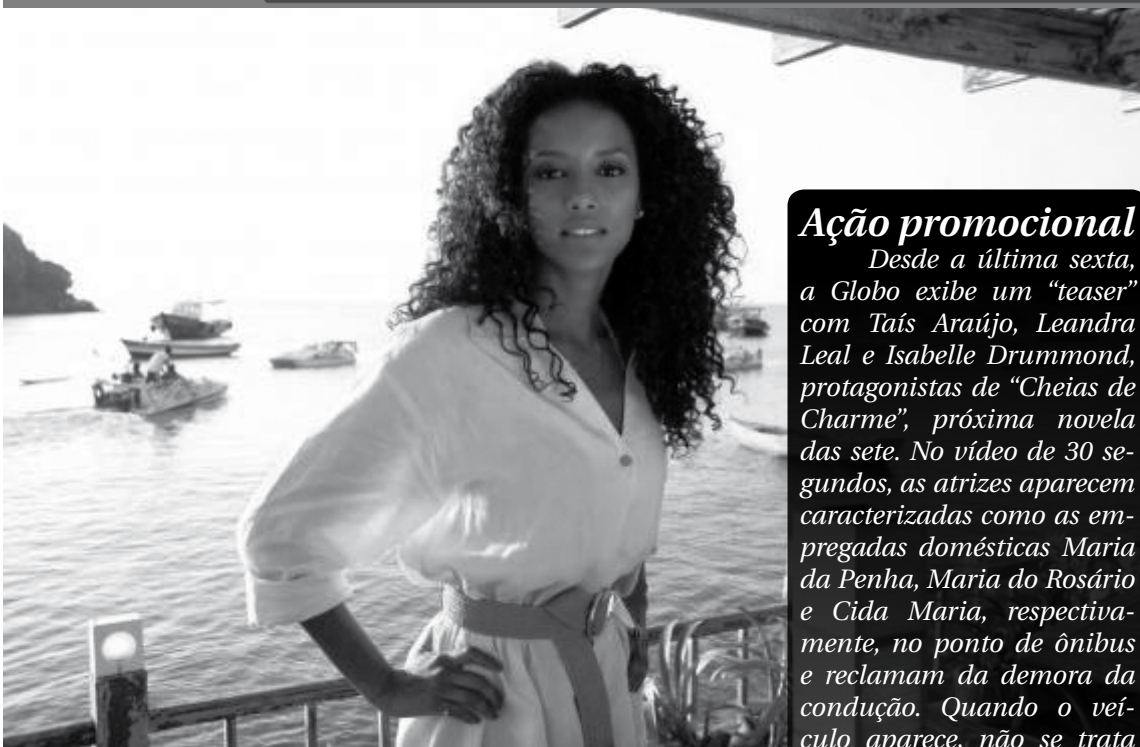 Ação promocional
Desde a última sexta,
a Globo exibe um “teaser”
com Taís Araújo, Leandra
Leal e Isabelle Drummond,
protagonistas de “Cheias de
Charme”, próxima novela
das sete. No vídeo de 30 se-
gundos, as atrizes aparecem
caracterizadas como as em-
pregadas domésticas Maria
da Penha, Maria do Rosário
e Cida Maria, respectiva-
mente, no ponto de ônibus
e reclamam da demora da
condução. Quando o veí-
culo aparece, não se trata